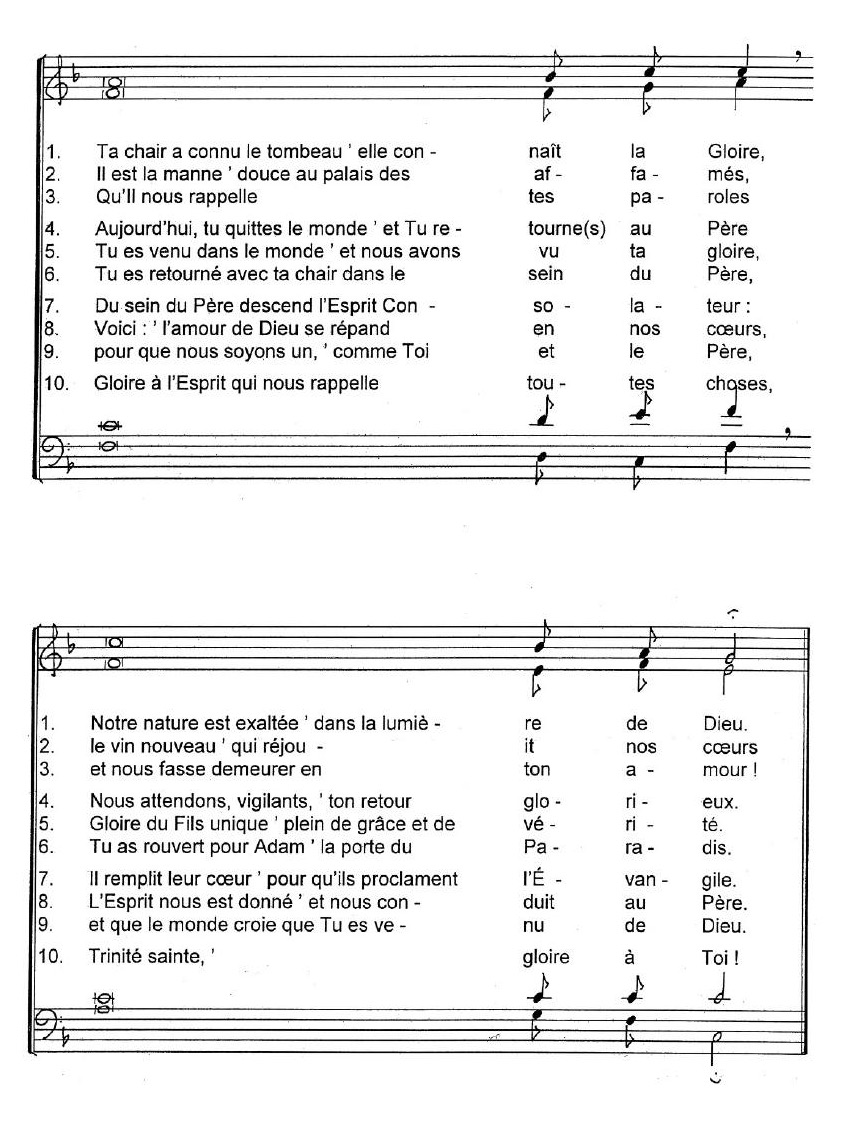 1. Ta chair a connu le tombeau ' elle con - naît la Gloire,
2. Il est la manne ' douce au palais des af - fa - més,
3. Qu'Il nous rappelle tes pa - roles
4. Aujourd'hui, tu quittes le monde ' et Tu re - tourne(s) au Père
5. Tu es venu dans le monde ' et nous avons vu ta gloire,
6. Tu es retourné avec ta chair dans le sein du Père,
7. Du sein du Père descend l'Esprit Con - so - la - teur :
8. Voici : ' l'amour de Dieu se répand en nos cœurs,
9. pour que nous soyons un, ' comme Toi et le Père,
10. Gloire à l'Esprit qui nous rappelle tou - tes choses,
1. Notre nature est exaltée ' dans la lumiè - re de Dieu.
2. le vin nouveau ' qui réjou - it nos cœurs
3. et nous fasse demeurer en ton a - mour !
4. Nous attendons, vigilants, ' ton retour glo - ri - eux.
5. Gloire du Fils unique ' plein de grâce et de vé - ri - té.
6. Tu as rouvert pour Adam ' la porte du Pa - ra - dis.
7. Il remplit leur cœur ' pour qu'ils proclament l'É - van - gile.
8. L'Esprit nous est donné ' et nous con - duit au Père.
9. et que le monde croie que Tu es ve - nu de Dieu.
10. Trinité sainte, ' gloire à Toi !